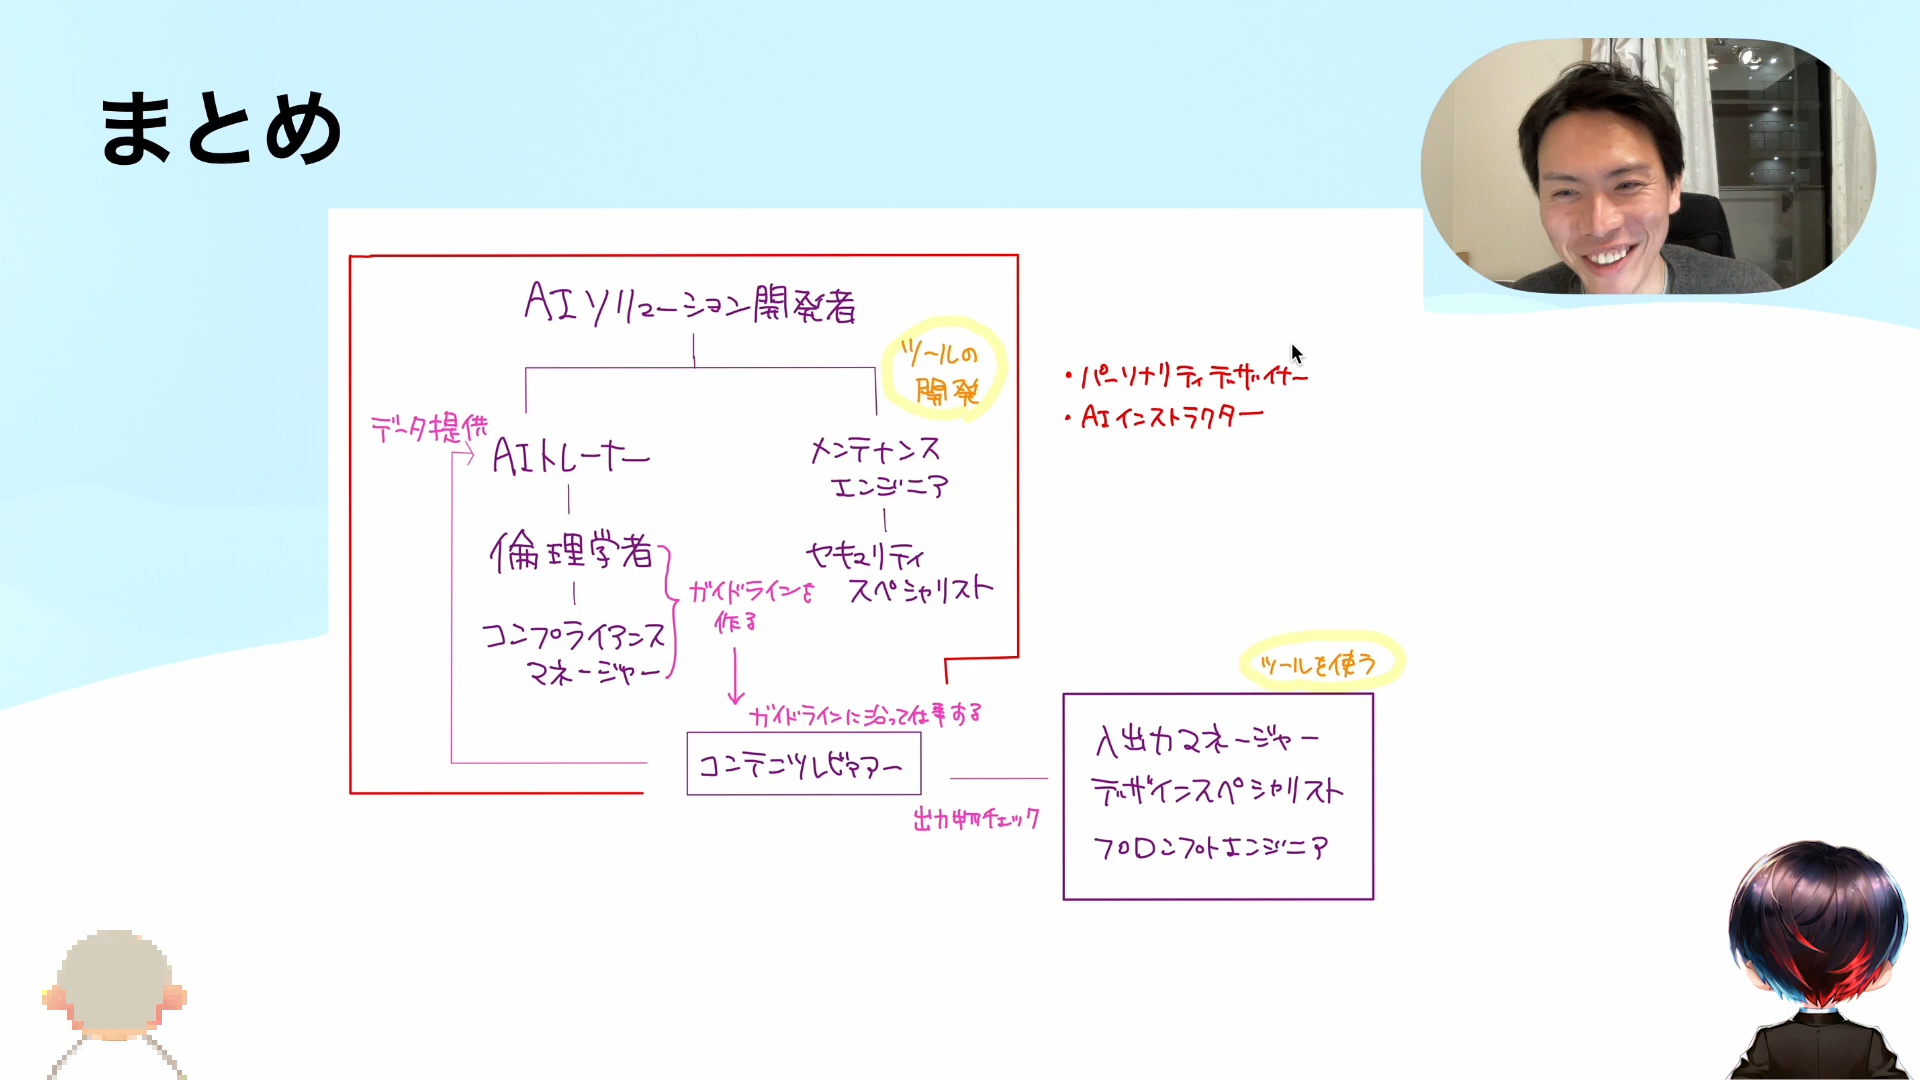 まとめ
AIソリューション開発者
ツールの
開発
・パーソナリティデザイナー
・AIインストラクター
データ提供
AIトレーナー
メンテナンス
エンジニア
倫理学者
セキュリティ
スペシャリスト
ガイドラインを
作る
コンプライアンス
マネージャー
ツールを使う
ガイドラインに沿って仕事する
コンテンツレビュアー
出力物チェック
入出力マネージャー
デザインスペシャリスト
プロンプトエンジニア